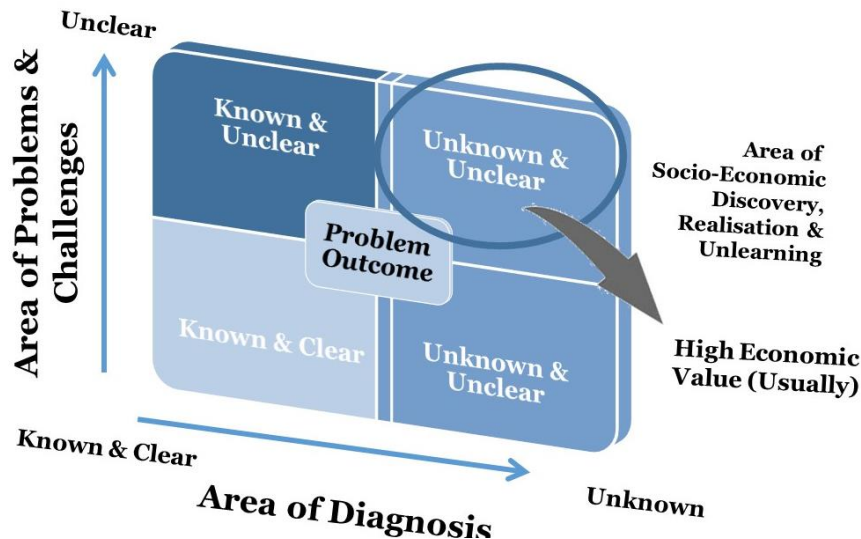 Unclear
Area of Problems &
Challenges
Known &
Unclear
Unknown &
Unclear
Problem
Outcome
Known & Clear
Unknown &
Unclear
Area of
Socio-Economic
Discovery,
Realisation &
Unlearning
High Economic
Value (Usually)
Known & Clear
Area of Diagnosis
Unknown